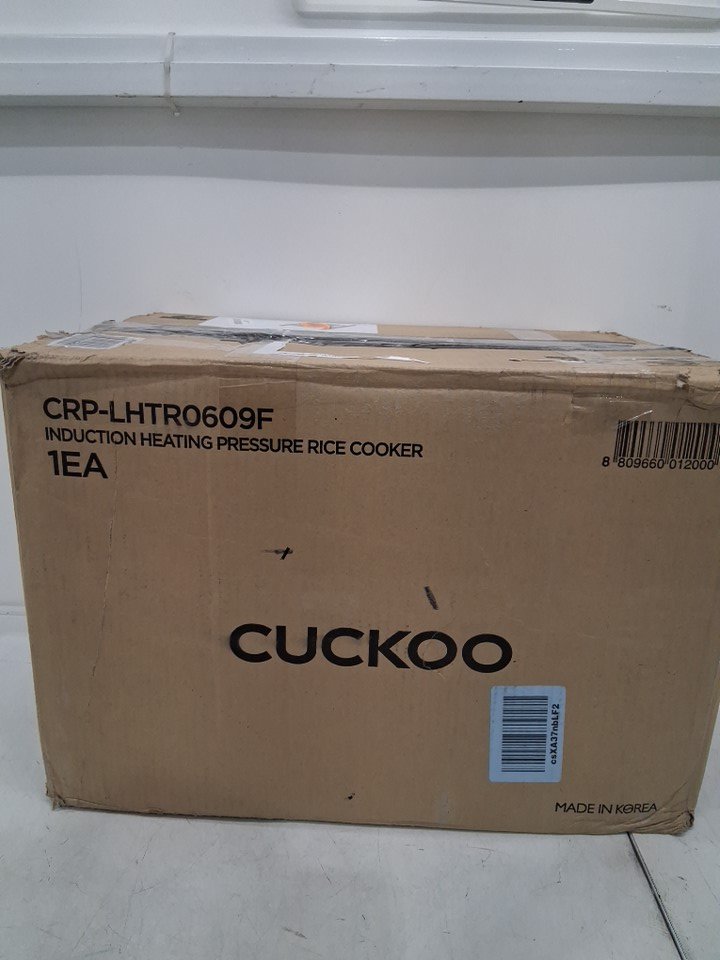 CRP-LHTR0609F
INDUCTION HEATING PRESSURE RICE COOKER
1EA
8 809660 012000
CUCKOO
csXA37nbLF2
MADE IN KOREA